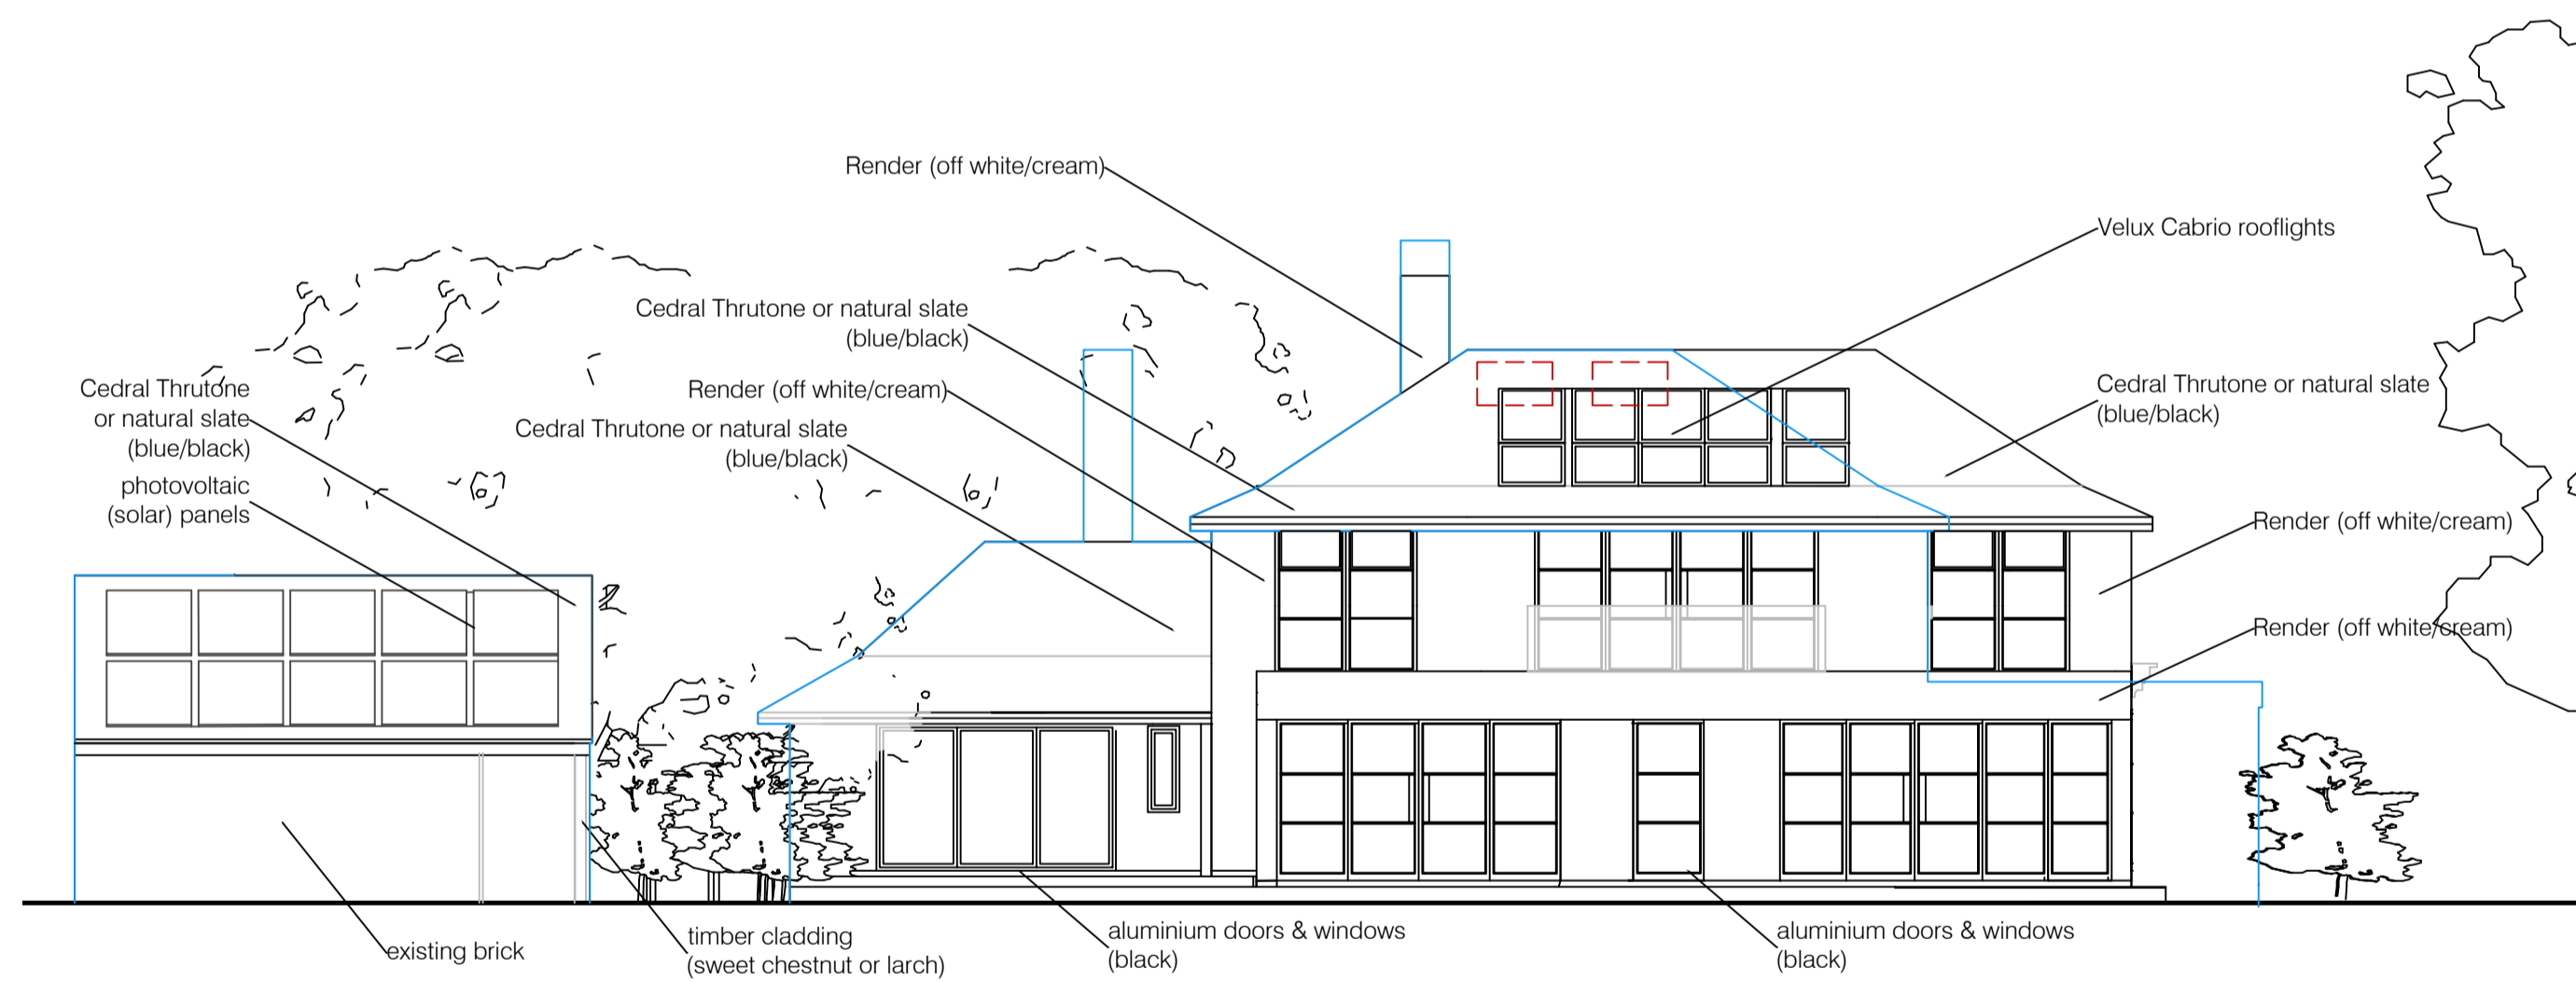 Render (off white/cream)
Velux Cabrio rooflights
Cedral Thrutone or natural slate
(blue/black)
Cedral Thrutone
or natural slate
(blue/black)
Render (off white/cream)
Cedral Thrutone or natural slate
(blue/black)
Cedral Thrutone or natural slate
(blue/black)
photovoltaic
(solar) panels
Render (off white/cream)
Render (off white/cream)
existing brick
timber cladding
(sweet chestnut or larch)
aluminium doors & windows
(black)
aluminium doors & windows
(black)